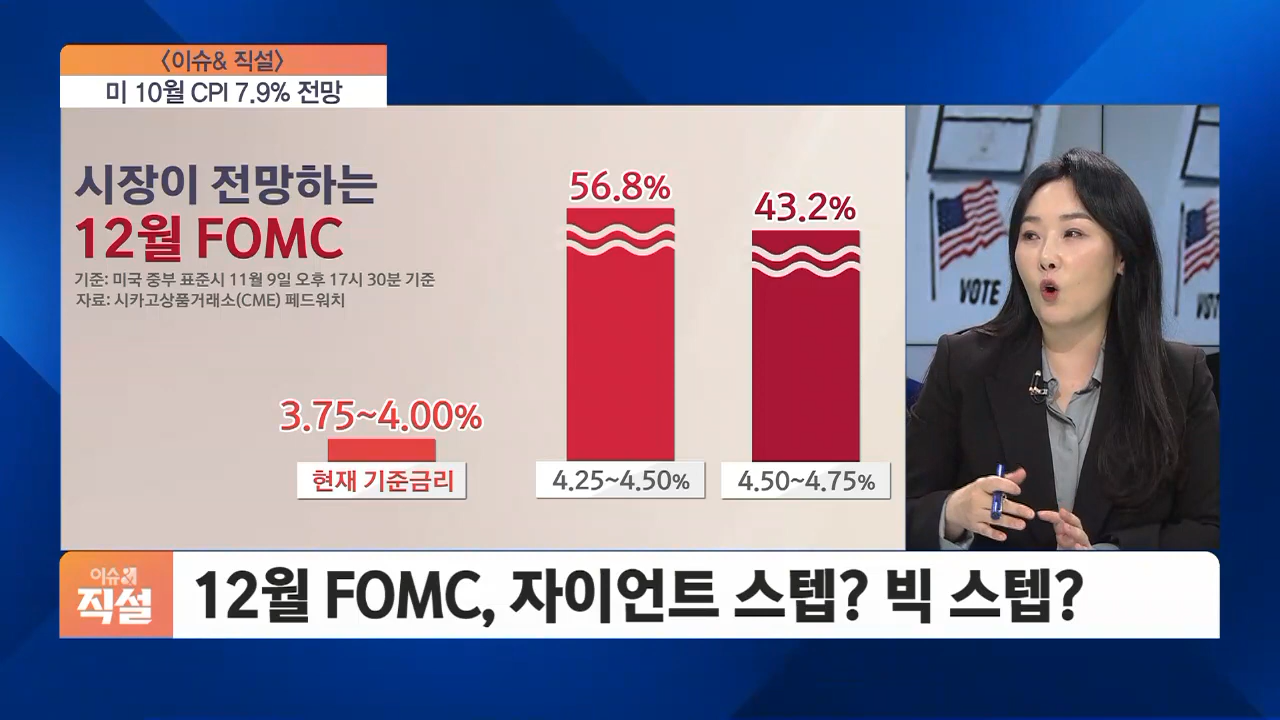 <이슈& 직설>
미 10월 CPI 7.9% 전망
시장이 전망하는
12월 FOMC
기준: 미국 중부 표준시 11월 9일 오후 17시 30분 기준
자료: 시카고상품거래소(CME) 페드워치
56.8%
43.2%
3.75~4.00%
현재 기준금리
4.25~4.50%
4.50~4.75%
VOTE
이슈&
직설
12월 FOMC, 자이언트 스텝? 빅 스텝?